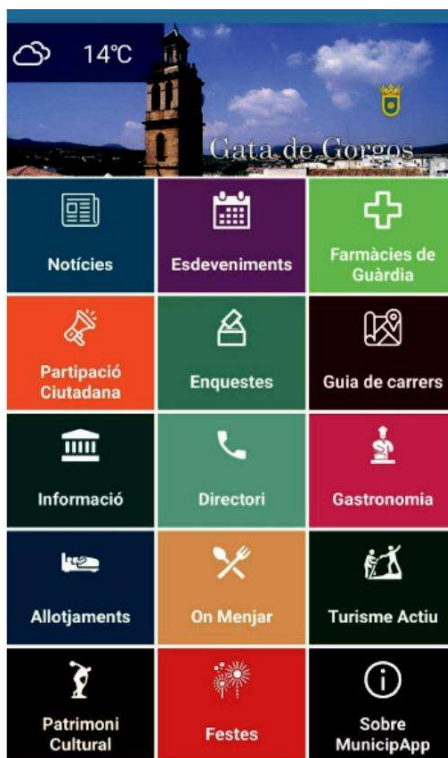 14°C
Gata de Gorgos
Notícies
Esdeveniments
Farmàcies de
Guàrdia
Partipació
Ciutadana
Enquestes
Guia de carrers
Informació
Directori
Gastronomia
Allotjaments
On Menjar
Turisme Actiu
Patrimoni
Cultural
Festes
Sobre
MunicipApp